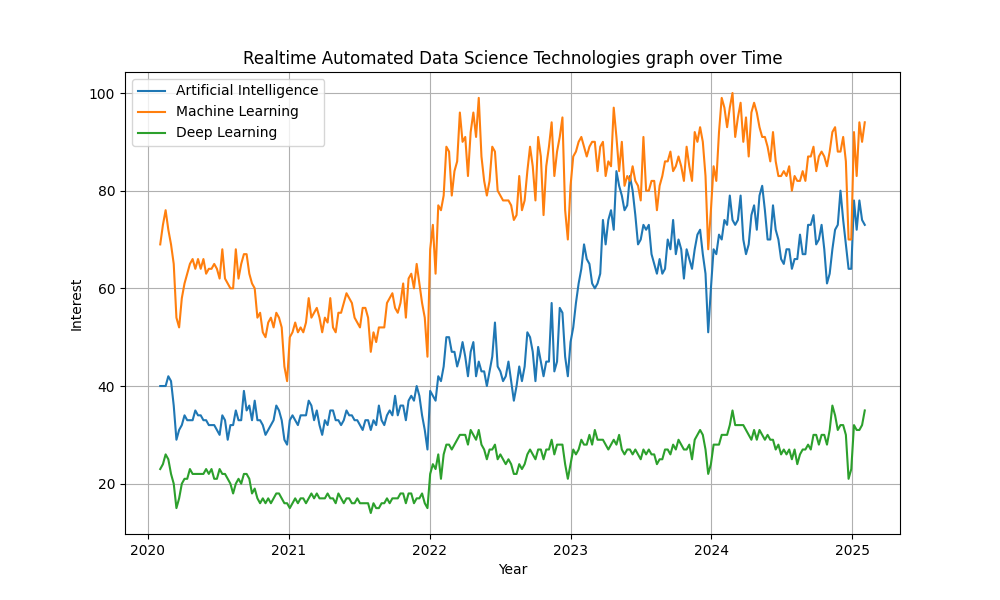 Realtime Automated Data Science Technologies graph over Time
Artificial Intelligence
Machine Learning
Deep Learning
100
80
60
40
20
Interest
2020 2021 2022 2023 2024 2025
Year